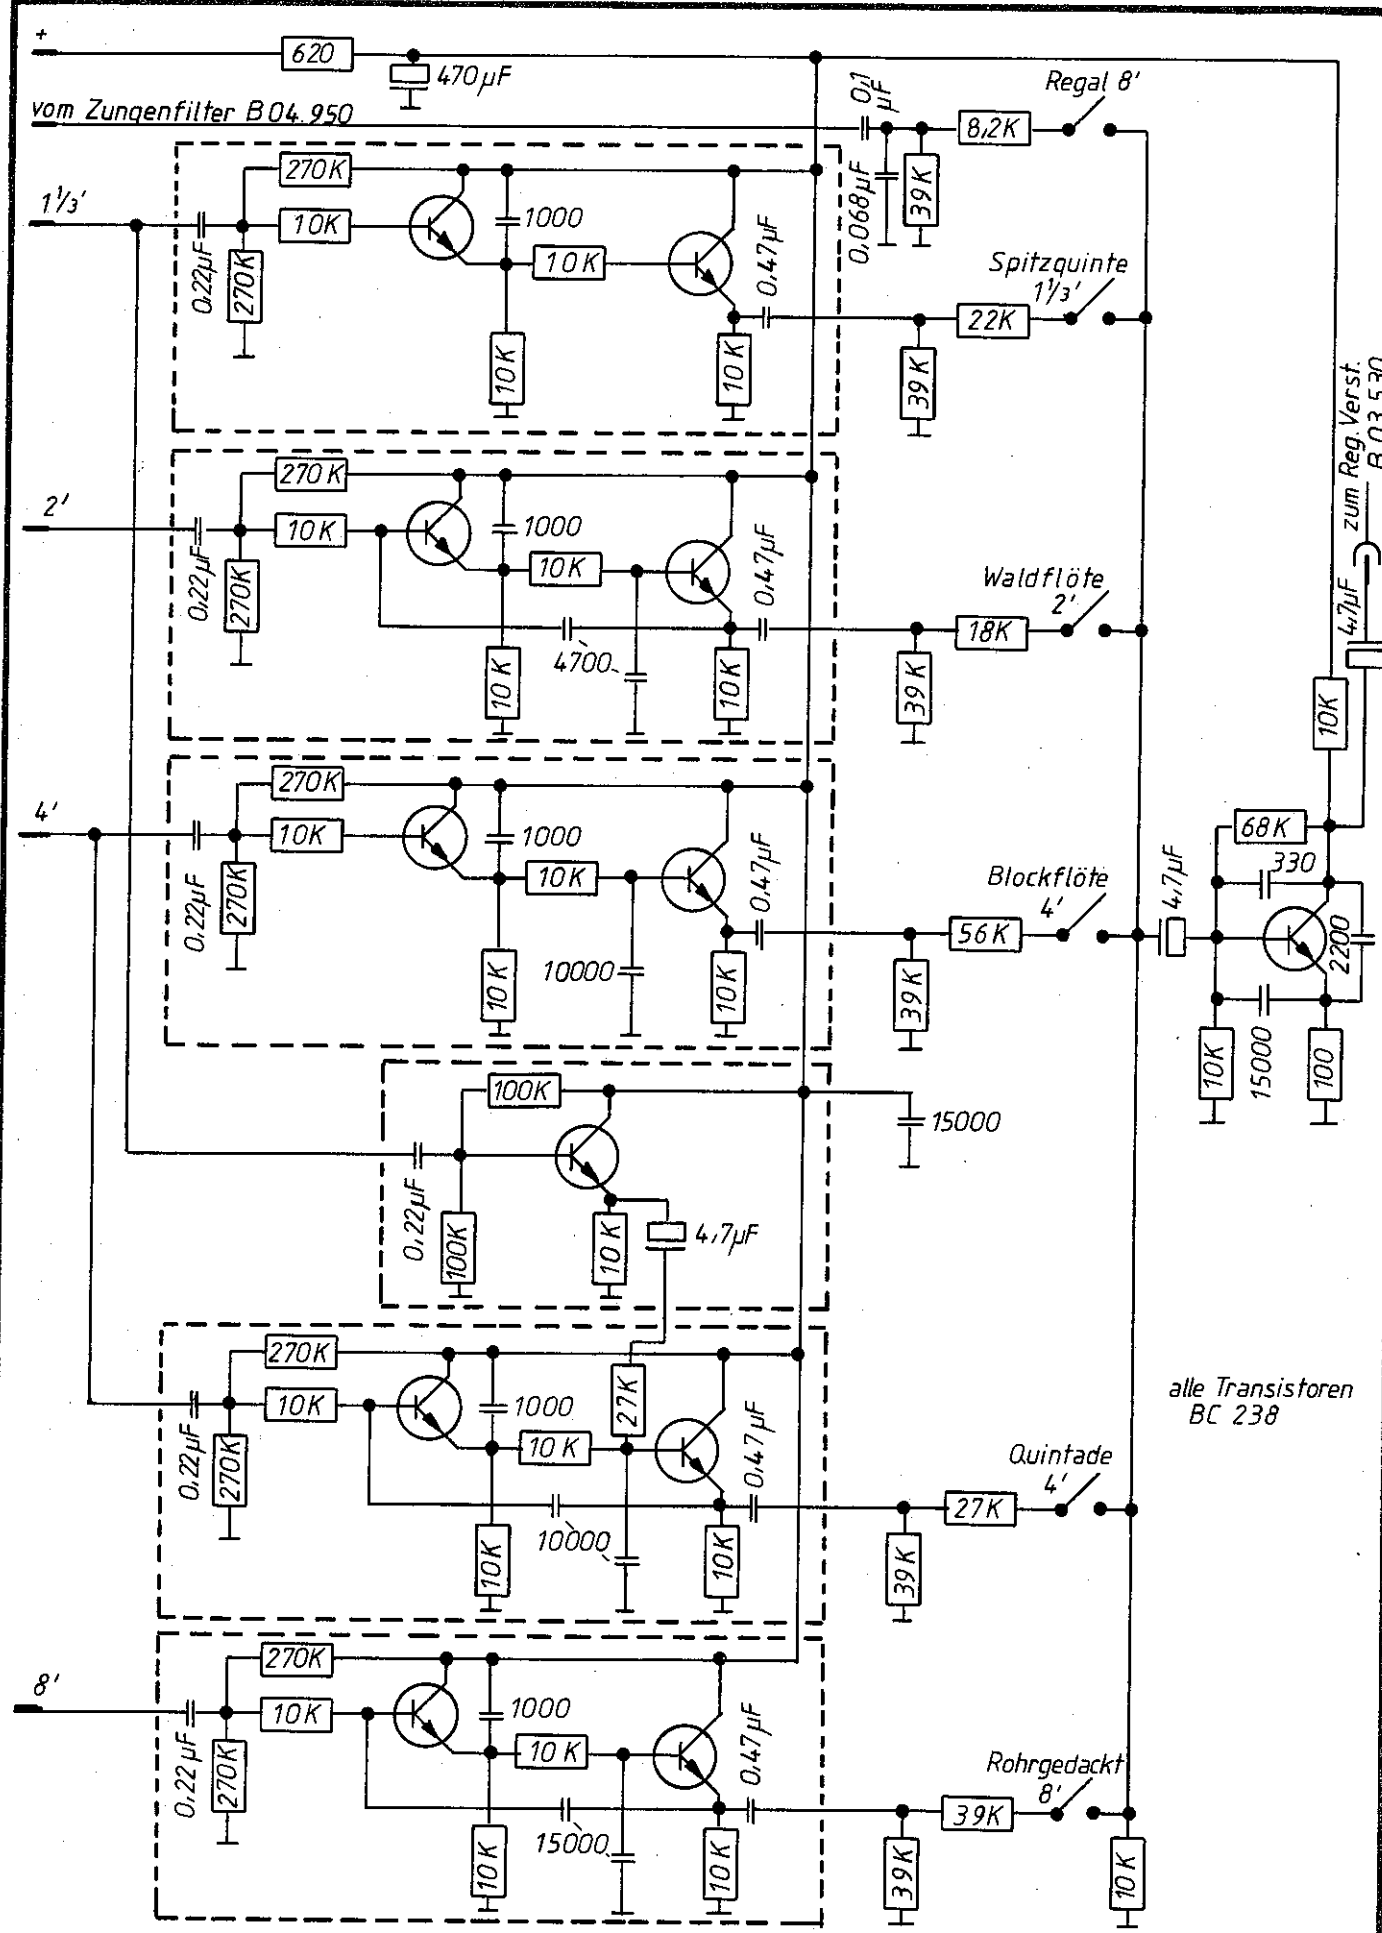 +
620
470µF
vom Zungenfilter B04.950
0,1 µF
8,2K
Regal 8'
0,068µF
39K
1 1/3'
0,22µF
270K
270K
10K
1000
10K
10K
10K
0,47µF
39K
22K
Spitzquinte
1 1/3'
2'
0,22µF
270K
270K
10K
1000
10K
4700
10K
10K
0,47µF
39K
18K
Waldflöte
2'
zum Reg. Verst.
4,7µF
10K
4'
0,22µF
270K
270K
10K
1000
10K
10000
10K
10K
0,47µF
39K
56K
Blockflöte
4'
4,7µF
68K
330
2200
10K
15000
100
0,22µF
100K
100K
10K
4,7µF
15000
0,22µF
270K
270K
10K
1000
10K
27K
10000
10K
10K
0,47µF
39K
27K
Quintade
4'
alle Transistoren
BC 238
8'
0,22µF
270K
270K
10K
1000
10K
15000
10K
10K
0,47µF
39K
39K
Rohrgedackt
8'
10K